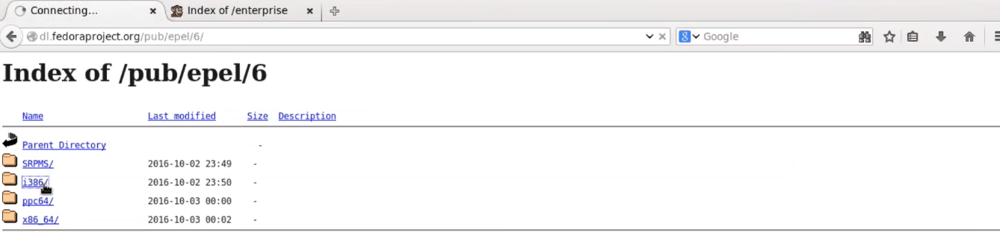 Connecting...
Index of /enterprise
dl.fedoraproject.org/pub/epel/6/
Google
Index of /pub/epel/6
Name Last modified Size Description
Parent Directory -
SRPMS/ 2016-10-02 23:49 -
i386/ 2016-10-02 23:50 -
ppc64/ 2016-10-03 00:00 -
x86_64/ 2016-10-03 00:02 -